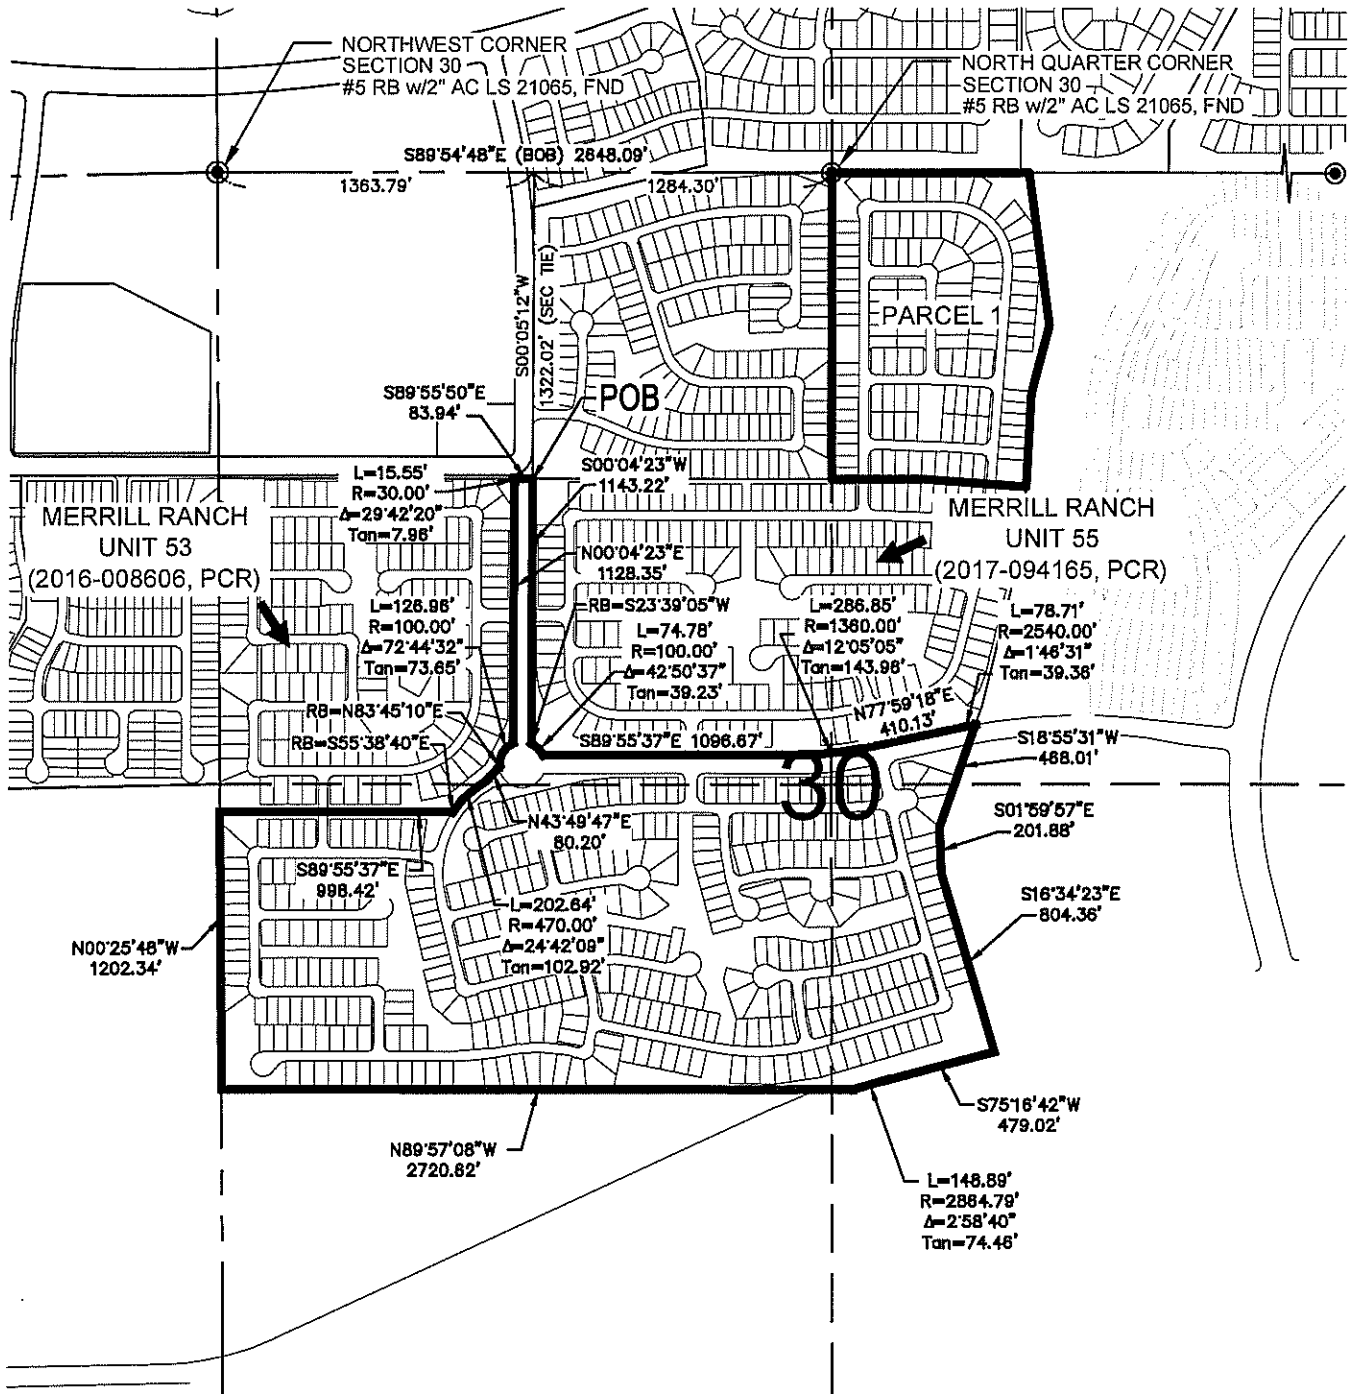 NORTHWEST CORNER
SECTION 30
#5 RB w/2" AC LS 21065, FND
NORTH QUARTER CORNER
SECTION 30
#5 RB w/2" AC LS 21065, FND
S89°54'48"E (BOB) 2648.09'
1363.79'
1284.30'
S00°05'12"W
1322.02' (SEC TIE)
PARCEL 1
S89°55'50"E
83.94'
POB
L=15.55'
R=30.00'
Δ=29°42'20"
Tan=7.96'
S00°04'23"W
1143.22'
MERRILL RANCH
UNIT 53
(2016-008606, PCR)
MERRILL RANCH
UNIT 55
(2017-094165, PCR)
N00°04'23"E
1128.35'
RB=S23°39'05"W
L=126.96'
R=100.00'
Δ=72°44'32"
Tan=73.65'
L=74.78'
R=100.00'
Δ=42°50'37"
Tan=39.23'
L=286.85'
R=1360.00'
Δ=12°05'05"
Tan=143.96'
L=78.71'
R=2540.00'
Δ=1°46'31"
Tan=39.36'
RB=N83°45'10"E
RB=S55°38'40"E
N77°59'18"E
410.13'
S89°55'37"E 1096.67'
S18°55'31"W
468.01'
30
S01°59'57"E
201.88'
N43°49'47"E
80.20'
S89°55'37"E
998.42'
S16°34'23"E
804.36'
L=202.64'
R=470.00'
Δ=24°42'09"
Tan=102.92'
N00°25'48"W
1202.34'
S75°16'42"W
479.02'
N89°57'08"W
2720.82'
L=148.89'
R=2864.79'
Δ=2°58'40"
Tan=74.46'